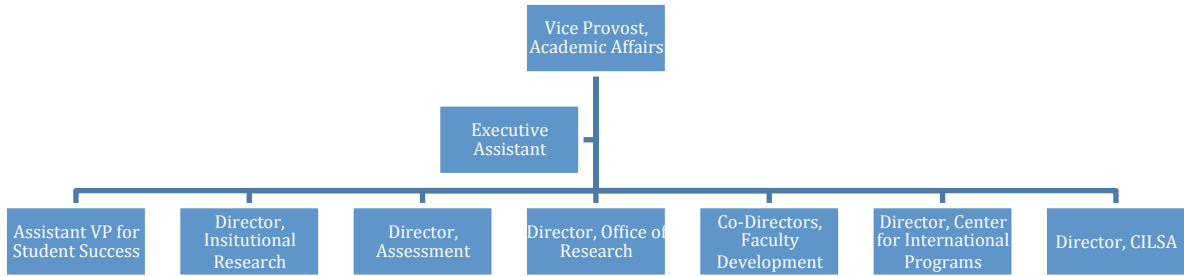 Vice Provost,
Academic Affairs
Executive
Assistant
Assistant VP for
Student Success
Director,
Insitutional
Research
Director,
Assessment
Director, Office of
Research
Co-Directors,
Faculty
Development
Director, Center
for International
Programs
Director, CILSA